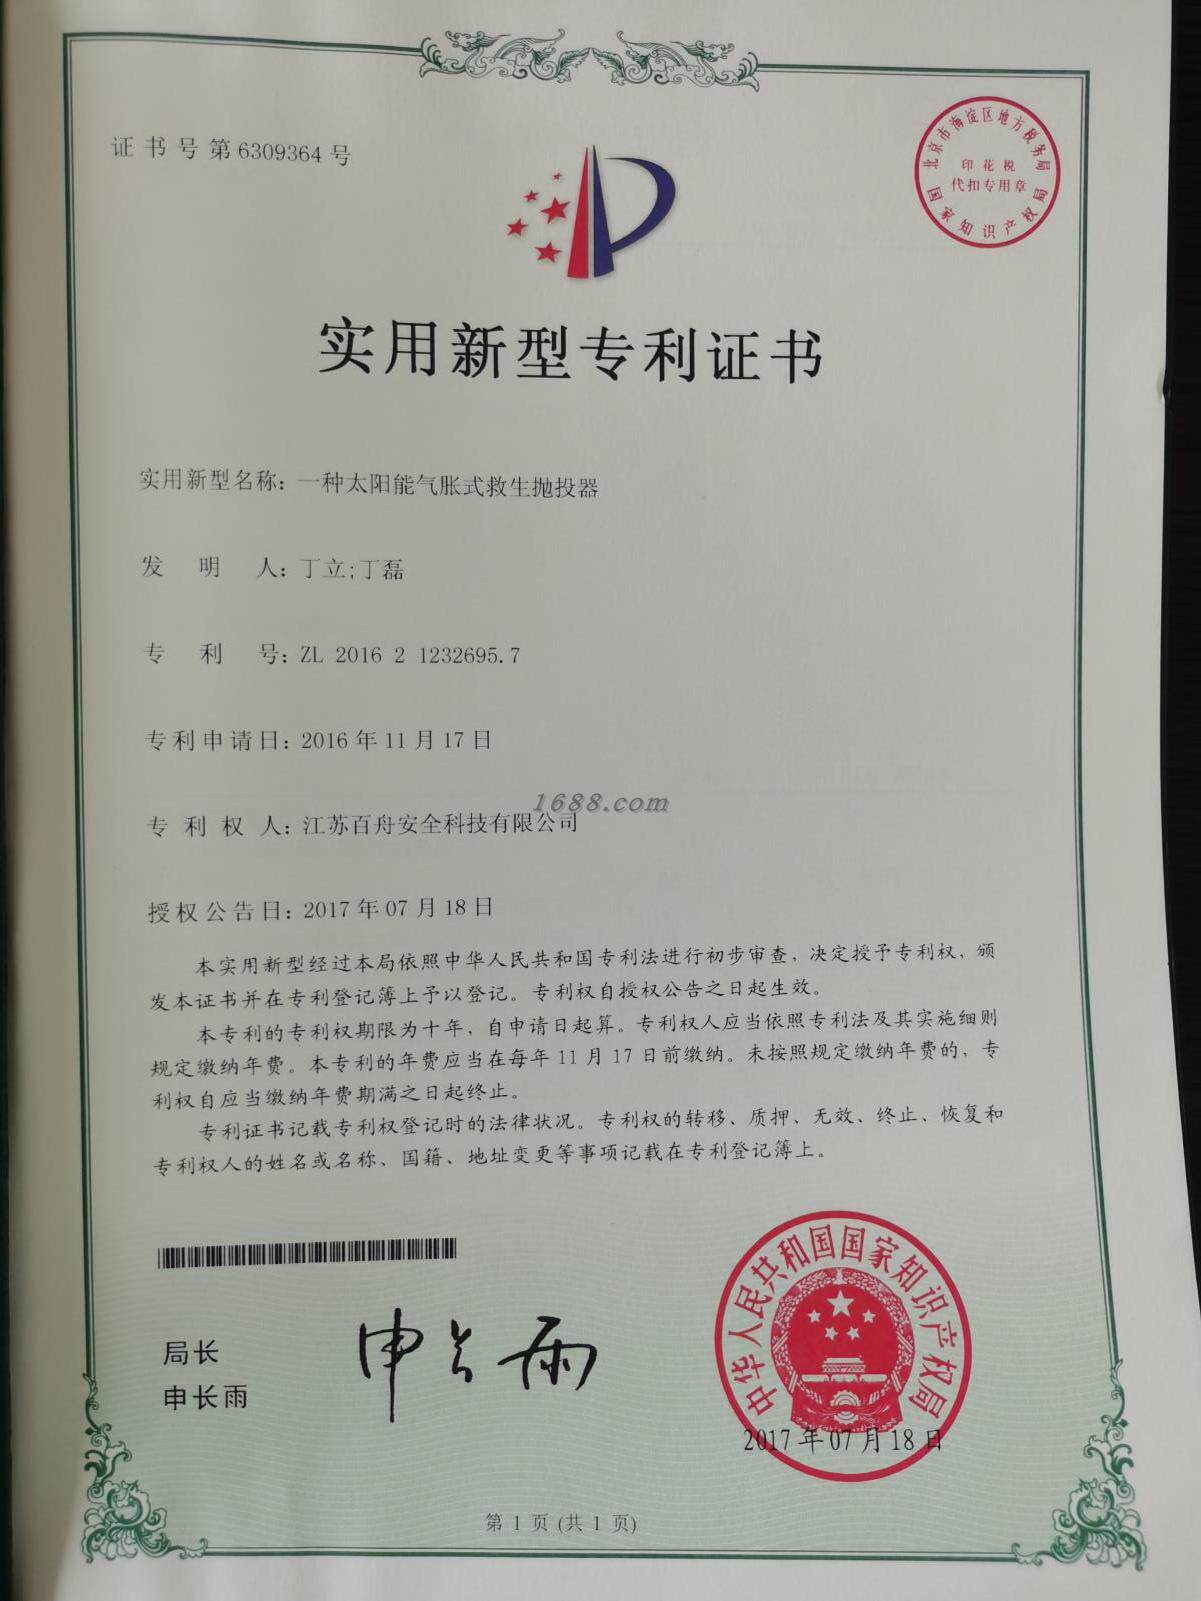 证书号第6309364号
北京市海淀区地方税务局
印花税
代扣专用章
国家知识产权局
实用新型专利证书
实用新型名称：一种太阳能气胀式救生抛投器
发明人：丁立;丁磊
专利号：ZL 2016 2 1232695.7
专利申请日：2016年11月17日
1688.com
专利权人：江苏百舟安全科技有限公司
授权公告日：2017年07月18日
本实用新型经过本局依照中华人民共和国专利法进行初步审查，决定授予专利权，颁
发本证书并在专利登记簿上予以登记。专利权自授权公告之日起生效。
本专利的专利权期限为十年，自申请日起算。专利权人应当依照专利法及其实施细则
规定缴纳年费。本专利的年费应当在每年11月17日前缴纳。未按照规定缴纳年费的，专
利权自应当缴纳年费期满之日起终止。
专利证书记载专利权登记时的法律状况。专利权的转移、质押、无效、终止、恢复和
专利权人的姓名或名称、国籍、地址变更等事项记载在专利登记簿上。
局长
申长雨
申长雨
中华人民共和国国家知识产权局
2017年07月18日
第1页(共1页)